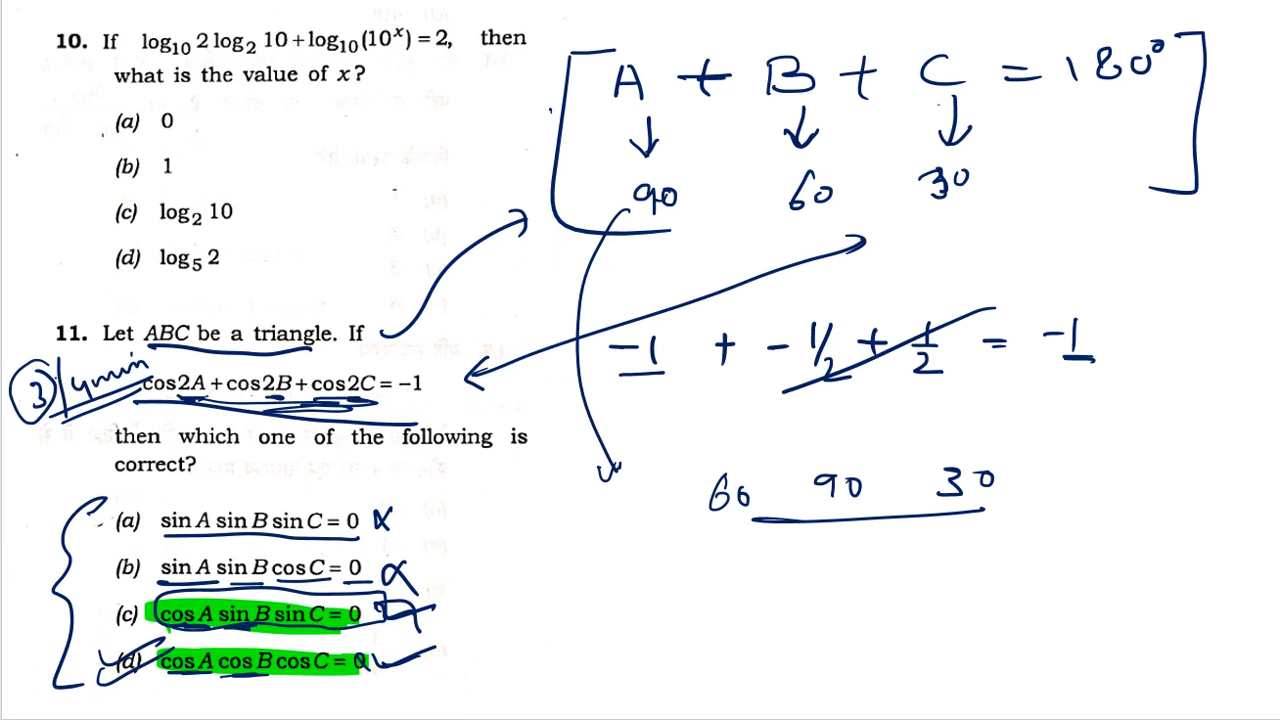 10. If log₁₀ 2 log₂ 10 + log₁₀ (10ˣ) = 2, then
what is the value of x?
(a) 0
(b) 1
(c) log₂ 10
(d) log₅ 2
11. Let ABC be a triangle. If
3/4min
cos2A + cos2B + cos2C = −1
then which one of the following is
correct?
(a) sin A sin B sin C = 0
(b) sin A sin B cos C = 0
(c) cos A sin B sin C = 0
(d) cos A cos B cos C = 0
A + B + C = 180°
90 60 30
-1 + -1/2 + 1/2 = -1
60 90 30